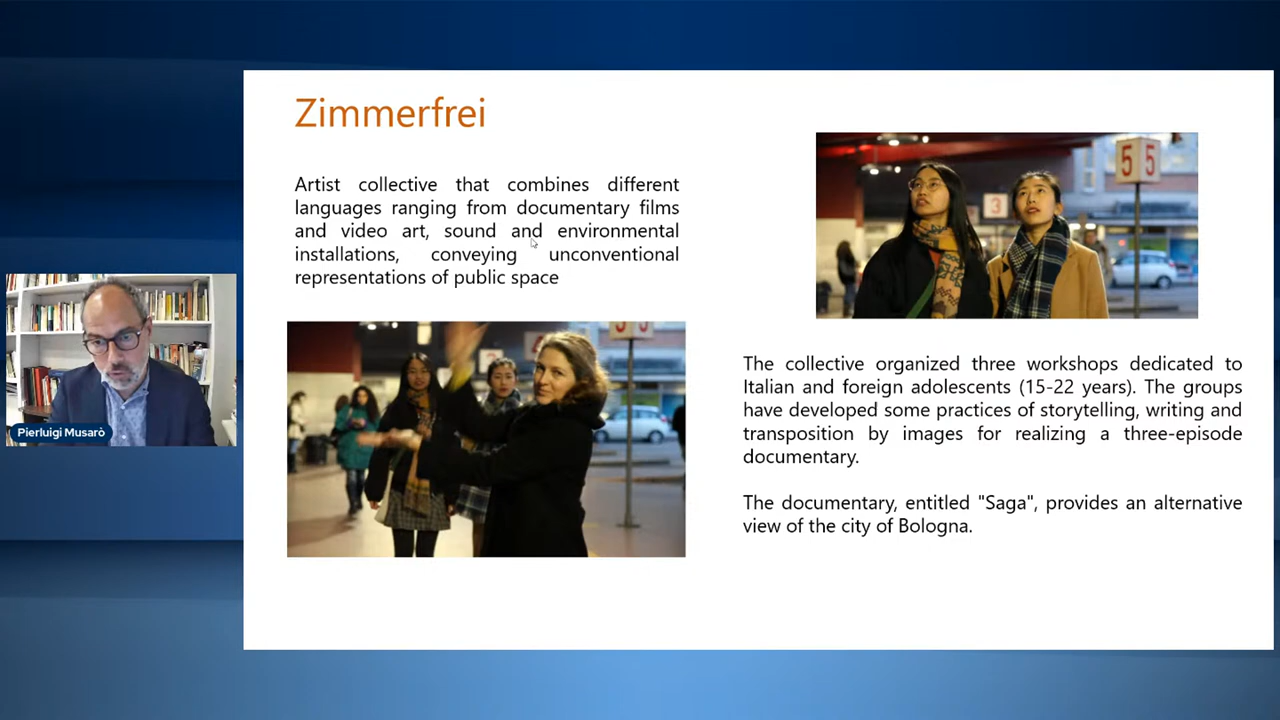 Zimmerfrei
Artist collective that combines different
languages ranging from documentary films
and video art, sound and environmental
installations, conveying unconventional
representations of public space
5 5
3
The collective organized three workshops dedicated to
Italian and foreign adolescents (15-22 years). The groups
have developed some practices of storytelling, writing and
transposition by images for realizing a three-episode
documentary.
The documentary, entitled "Saga", provides an alternative
view of the city of Bologna.
Pierluigi Musarò